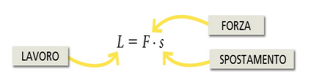 FORZA
LAVORO
L = F · s
SPOSTAMENTO